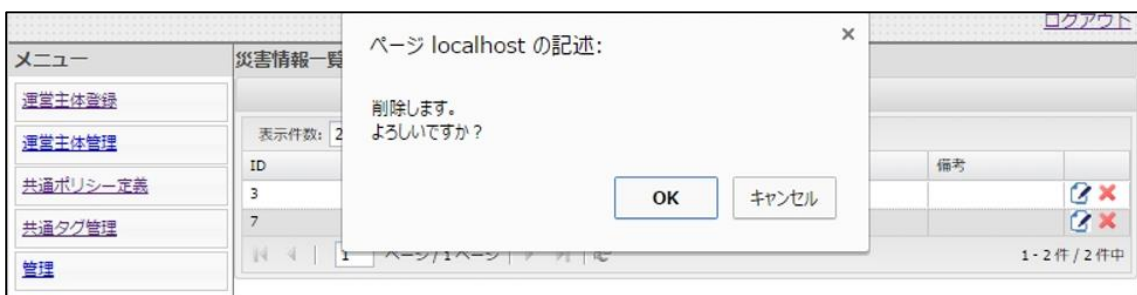 ログアウト
メニュー
災害情報一覧
ページ localhost の記述:
×
運営主体登録
削除します。
よろしいですか？
運営主体管理
表示件数: 2
ID
備考
共通ポリシー定義
3
OK
キャンセル
共通タグ管理
7
1 ページ / 1 ページ
1 - 2 件 / 2 件中
管理